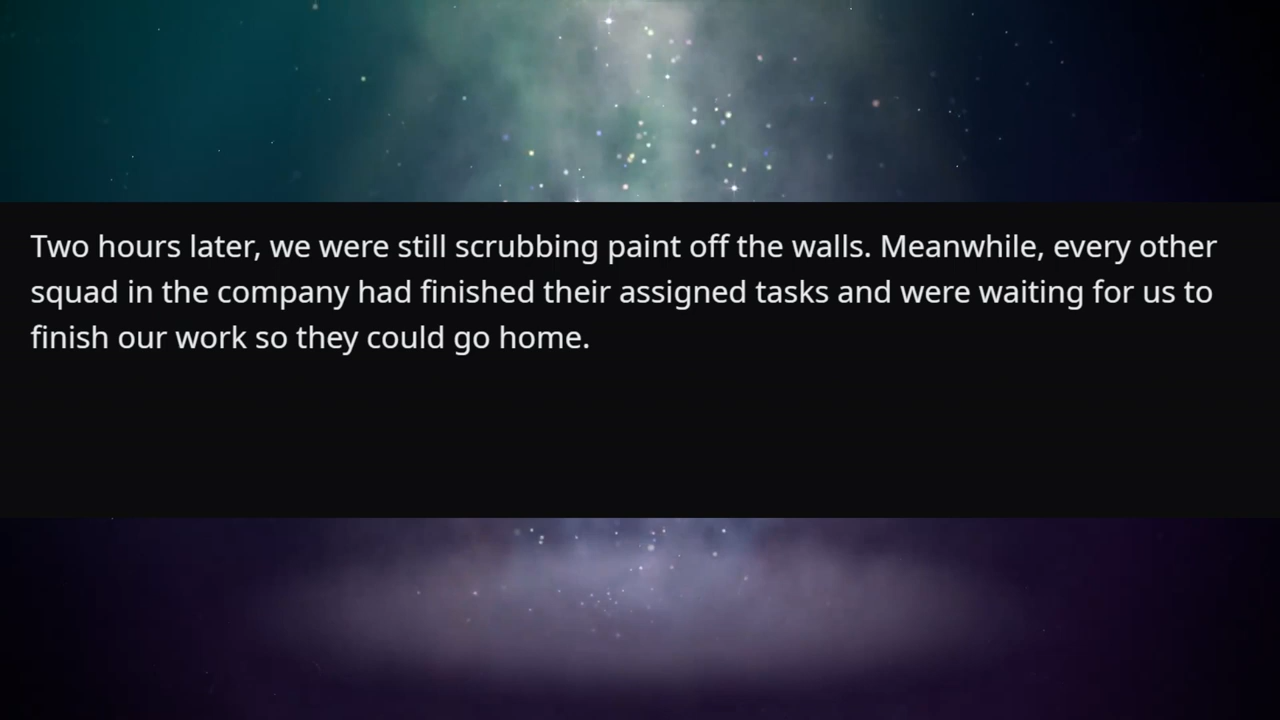 Two hours later, we were still scrubbing paint off the walls. Meanwhile, every other
squad in the company had finished their assigned tasks and were waiting for us to
finish our work so they could go home.